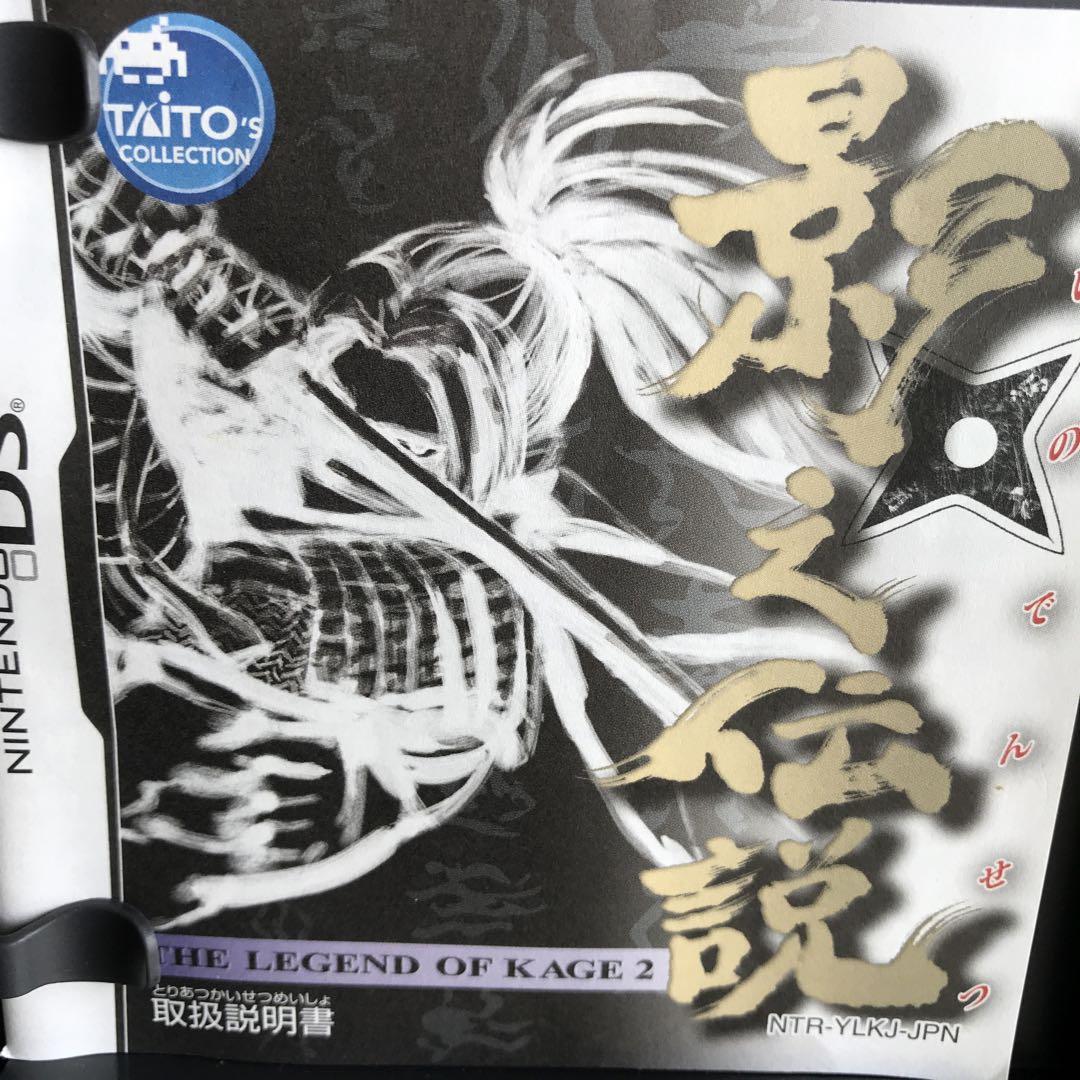 TAITO'S
COLLECTION
影之伝説
のでんせつ
NINTENDO DS®
THE LEGEND OF KAGE 2
とりあつかいせつめいしょ
取扱説明書
NTR-YLKJ-JPN